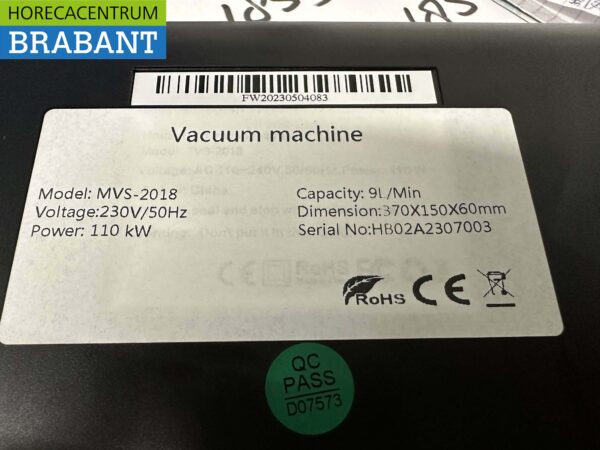 HORECACENTRUM
BRABANT
FW20230504083
Vacuum machine
Model: MVS-2018
Voltage:230V/50Hz
Power: 110 kW
Capacity: 9L/Min
Dimension:370X150X60mm
Serial No:HB02A2307003
RoHS
CE
QC
PASS
D07573